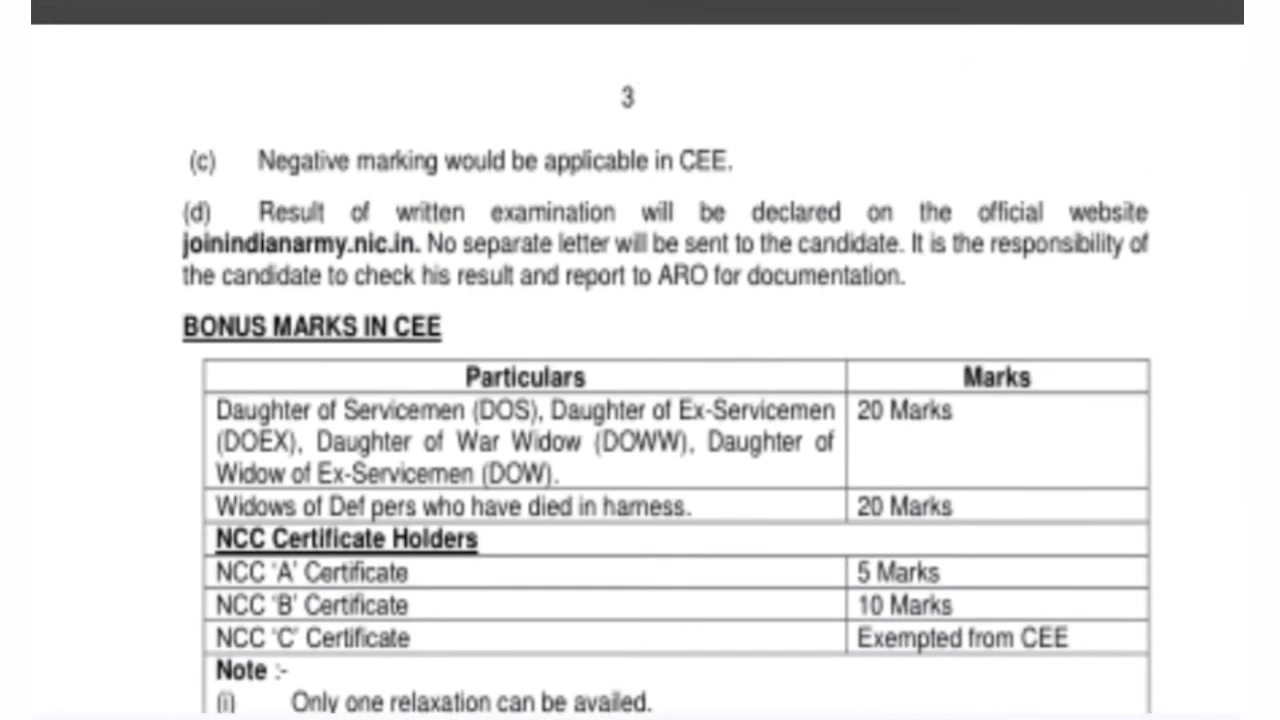 3
(c) Negative marking would be applicable in CEE.
(d) Result of written examination will be declared on the official website
joinindianarmy.nic.in. No separate letter will be sent to the candidate. It is the responsibility of
the candidate to check his result and report to ARO for documentation.
BONUS MARKS IN CEE
Particulars Marks
Daughter of Servicemen (DOS), Daughter of Ex-Servicemen 20 Marks
(DOEX), Daughter of War Widow (DOWW), Daughter of
Widow of Ex-Servicemen (DOW).
Widows of Def pers who have died in harness. 20 Marks
NCC Certificate Holders
NCC 'A' Certificate 5 Marks
NCC 'B' Certificate 10 Marks
NCC 'C' Certificate Exempted from CEE
Note :-
(i) Only one relaxation can be availed.